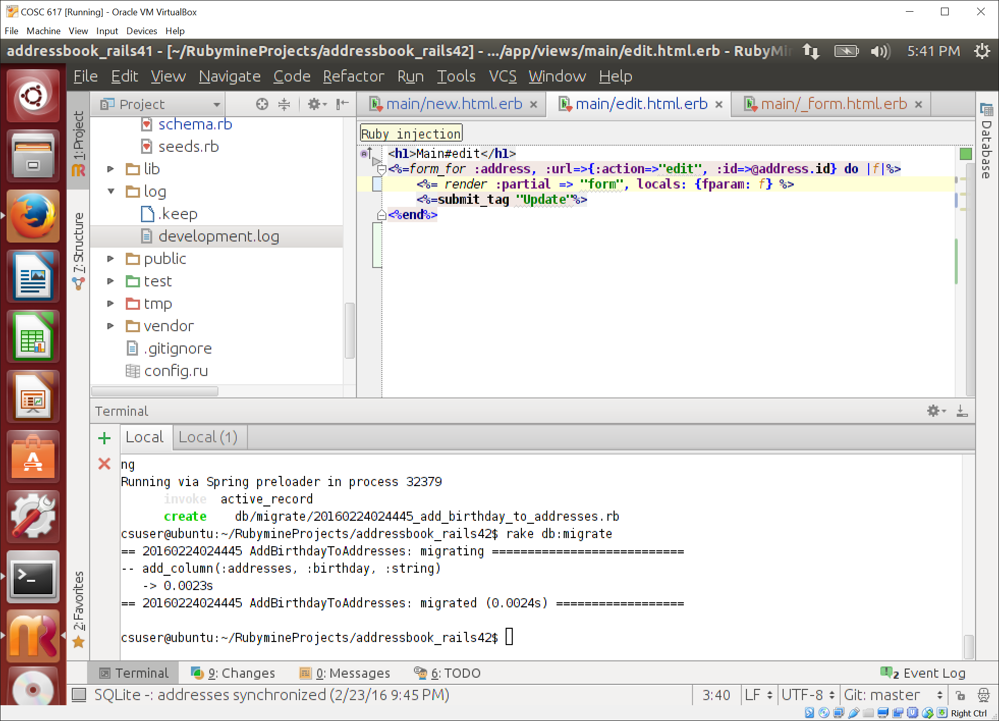 COSC 617 [Running] - Oracle VM VirtualBox
File Machine View Input Devices Help
addressbook_rails41 - [~/RubymineProjects/addressbook_rails42] - .../app/views/main/edit.html.erb - RubyMin
5:41 PM
File Edit View Navigate Code Refactor Tools Run VCS Window Help
1: Project
7: Structure
2: Favorites
Project
schema.rb
seeds.rb
lib
log
.keep
development.log
public
test
tmp
vendor
.gitignore
config.ru
main/new.html.erb main/edit.html.erb main/_form.html.erb
Database
Ruby injection
<h1>Main#edit</h1>
<%=form_for :address, :url=>{:action=>"edit", :id=>@address.id} do |f|%>
<%= render :partial => "form", locals: {fparam: f} %>
<%=submit_tag "Update"%>
<%end%>
Terminal
Local Local (1)
ng
Running via Spring preloader in process 32379
invoke active_record
create db/migrate/20160224024445_add_birthday_to_addresses.rb
csuser@ubuntu:~/RubymineProjects/addressbook_rails42$ rake db:migrate
== 20160224024445 AddBirthdayToAddresses: migrating ===========================
-- add_column(:addresses, :birthday, :string)
-> 0.0023s
== 20160224024445 AddBirthdayToAddresses: migrated (0.0024s) ==================
csuser@ubuntu:~/RubymineProjects/addressbook_rails42$
Terminal 9: Changes 0: Messages 6: TODO 2 Event Log
SQLite -: addresses synchronized (2/23/16 9:45 PM) 3:40 LF UTF-8 Git: master
Right Ctrl